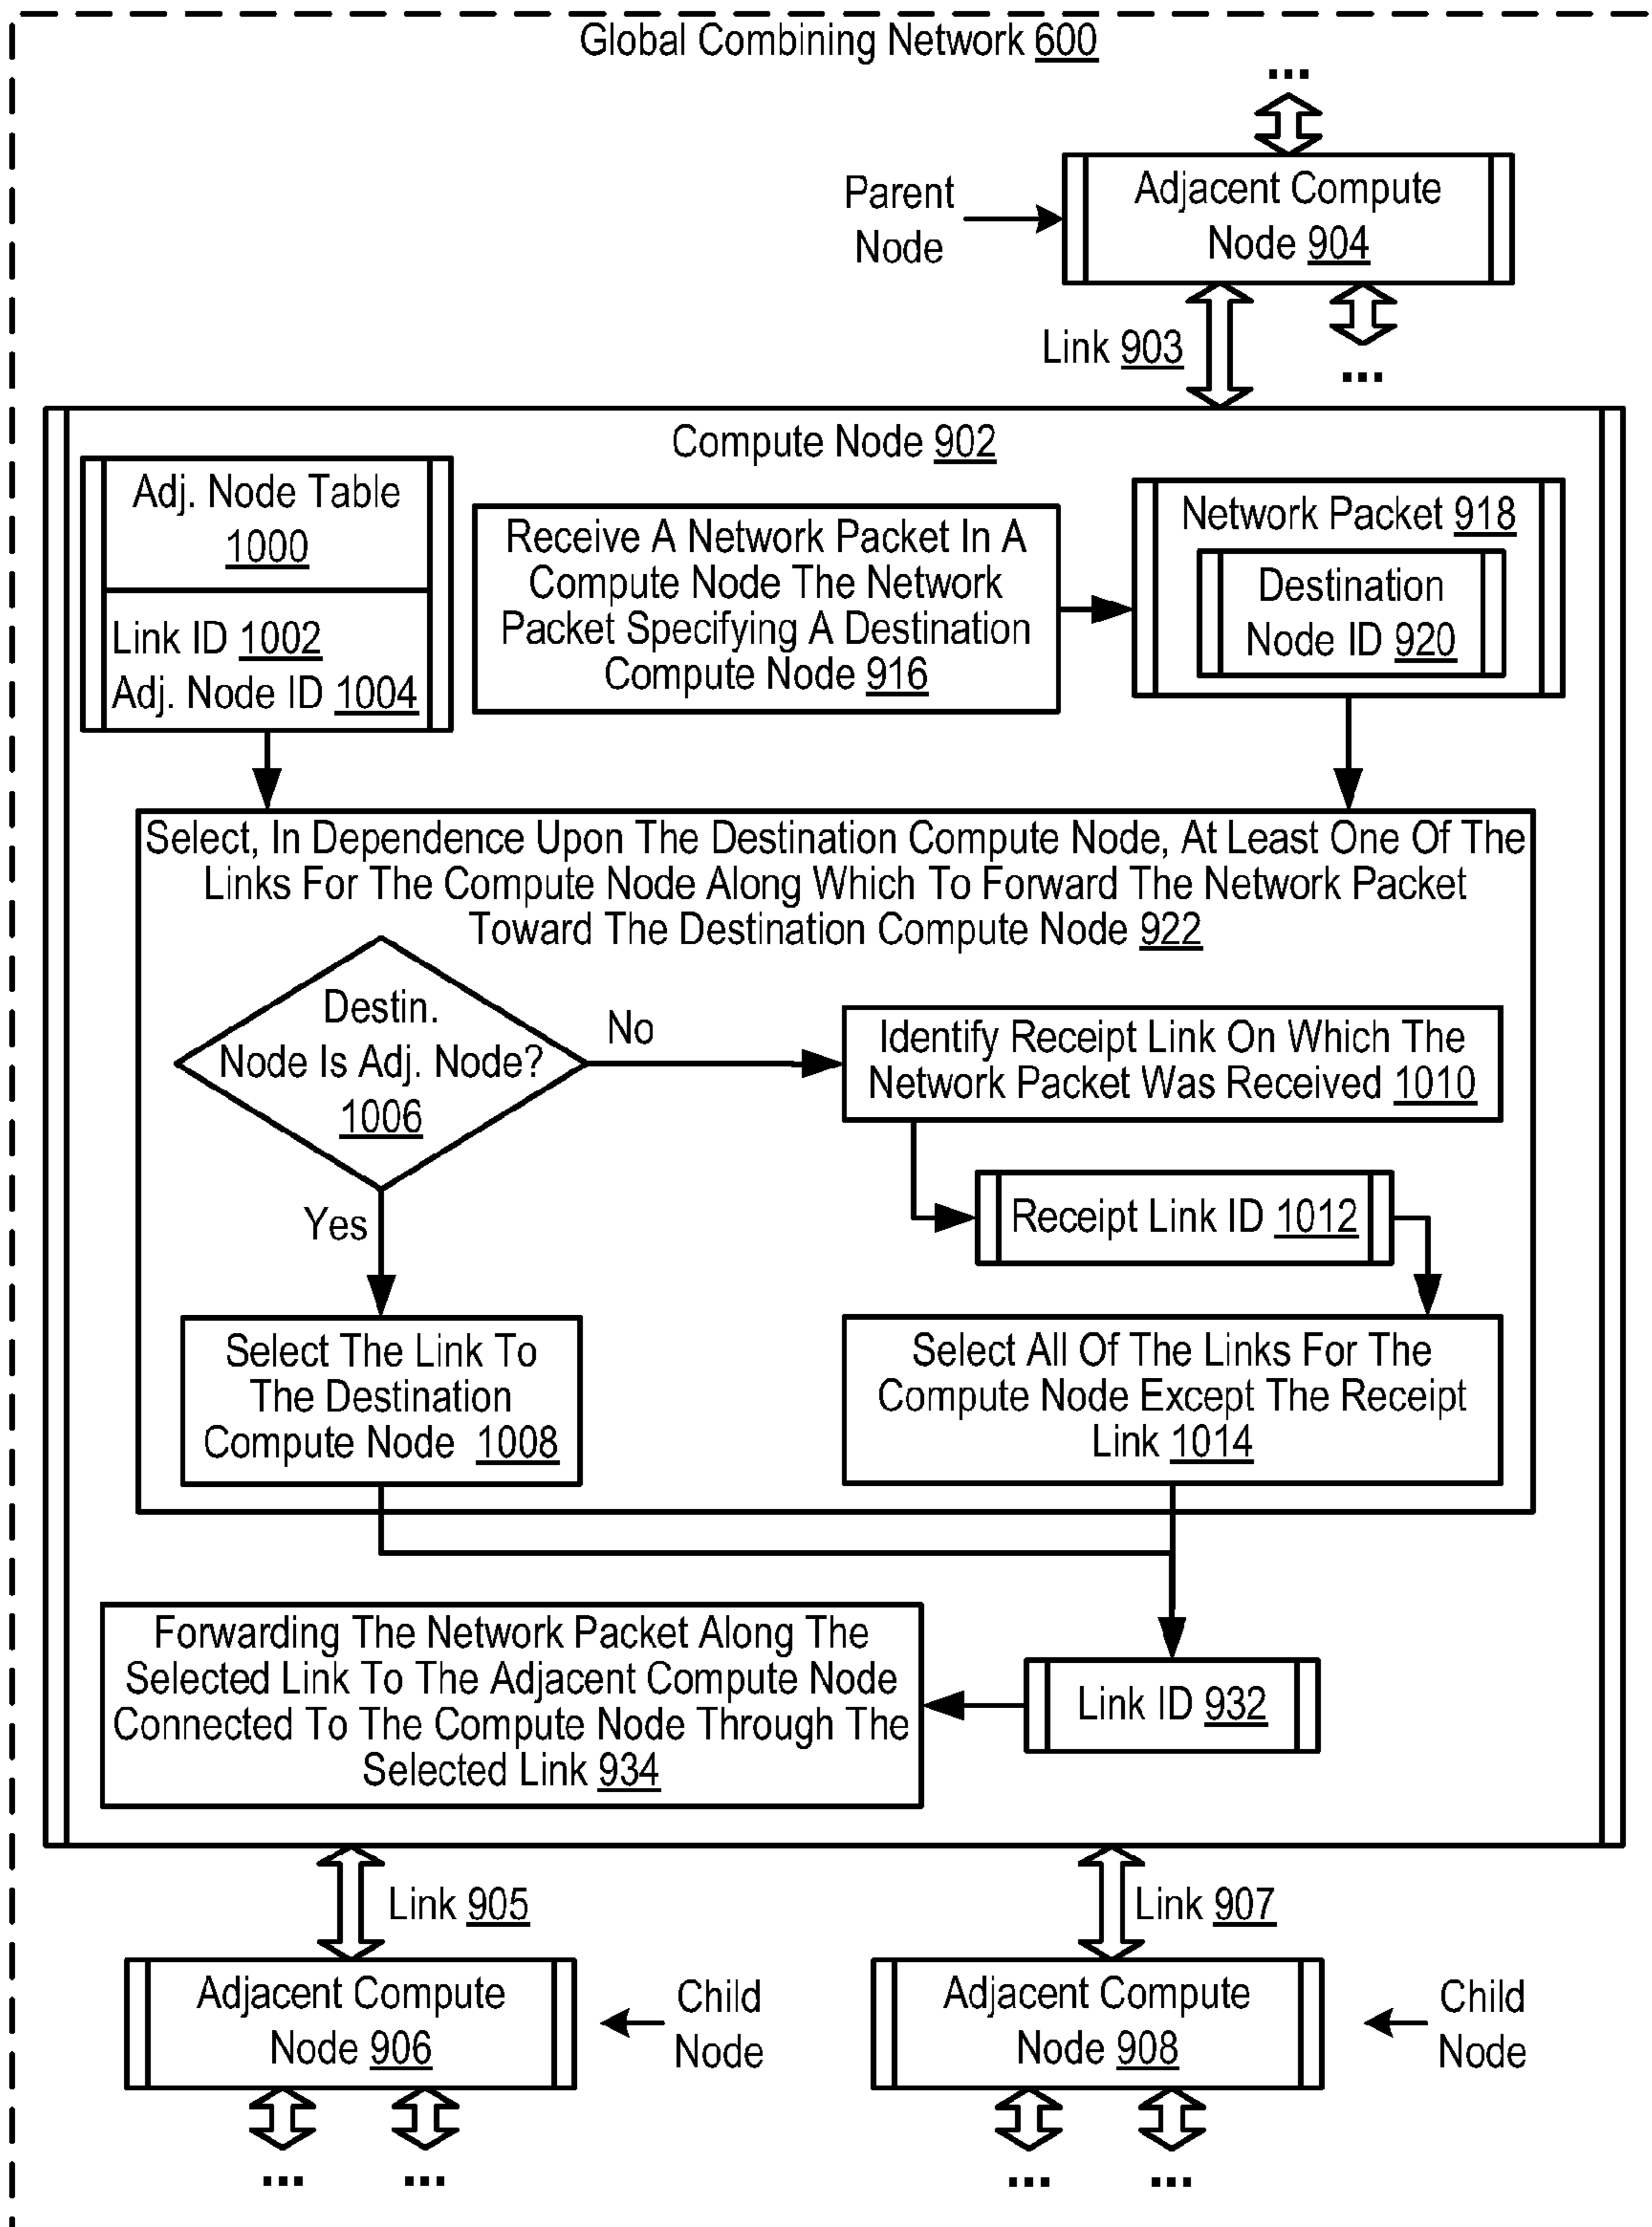 Global Combining Network 600
...
Parent
Node
Adjacent Compute
Node 904
Link 903
...
Compute Node 902
Adj. Node Table
1000
Link ID 1002
Adj. Node ID 1004
Receive A Network Packet In A
Compute Node The Network
Packet Specifying A Destination
Compute Node 916
Network Packet 918
Destination
Node ID 920
Select, In Dependence Upon The Destination Compute Node, At Least One Of The
Links For The Compute Node Along Which To Forward The Network Packet
Toward The Destination Compute Node 922
Destin.
Node Is Adj. Node?
1006
No
Yes
Identify Receipt Link On Which The
Network Packet Was Received 1010
Receipt Link ID 1012
Select The Link To
The Destination
Compute Node 1008
Select All Of The Links For The
Compute Node Except The Receipt
Link 1014
Forwarding The Network Packet Along The
Selected Link To The Adjacent Compute Node
Connected To The Compute Node Through The
Selected Link 934
Link ID 932
Link 905
Link 907
Adjacent Compute
Node 906
Child
Node
Adjacent Compute
Node 908
Child
Node
... ... ... ...